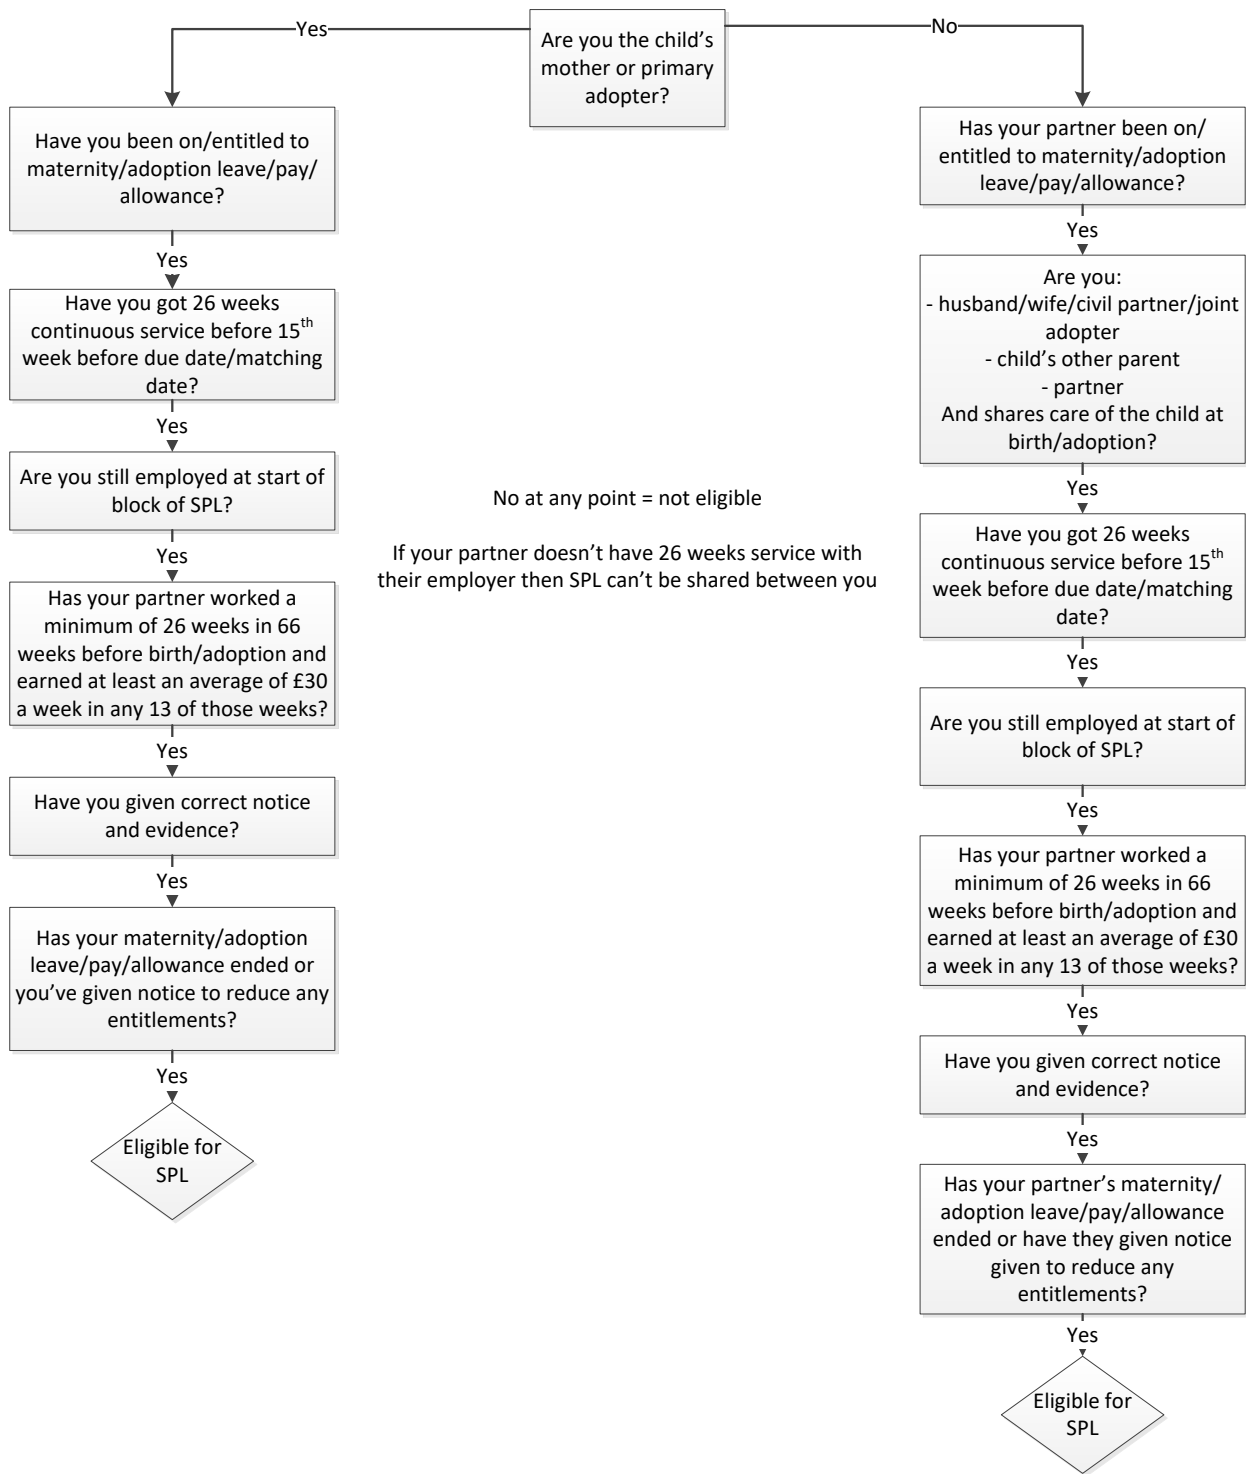 Are you the child's
mother or primary
adopter?
Yes
Have you been on/entitled to
maternity/adoption leave/pay/
allowance?
Yes
Have you got 26 weeks
continuous service before 15th
week before due date/matching
date?
Yes
Are you still employed at start of
block of SPL?
Yes
Has your partner worked a
minimum of 26 weeks in 66
weeks before birth/adoption and
earned at least an average of £30
a week in any 13 of those weeks?
Yes
Have you given correct notice
and evidence?
Yes
Has your maternity/adoption
leave/pay/allowance ended or
you've given notice to reduce any
entitlements?
Yes
Eligible for
SPL
No at any point = not eligible
If your partner doesn't have 26 weeks service with
their employer then SPL can't be shared between you
No
Has your partner been on/
entitled to maternity/adoption
leave/pay/allowance?
Yes
Are you:
- husband/wife/civil partner/joint
adopter
- child's other parent
- partner
And shares care of the child at
birth/adoption?
Yes
Have you got 26 weeks
continuous service before 15th
week before due date/matching
date?
Yes
Are you still employed at start of
block of SPL?
Yes
Has your partner worked a
minimum of 26 weeks in 66
weeks before birth/adoption and
earned at least an average of £30
a week in any 13 of those weeks?
Yes
Have you given correct notice
and evidence?
Yes
Has your partner's maternity/
adoption leave/pay/allowance
ended or have they given notice
given to reduce any
entitlements?
Yes
Eligible for
SPL